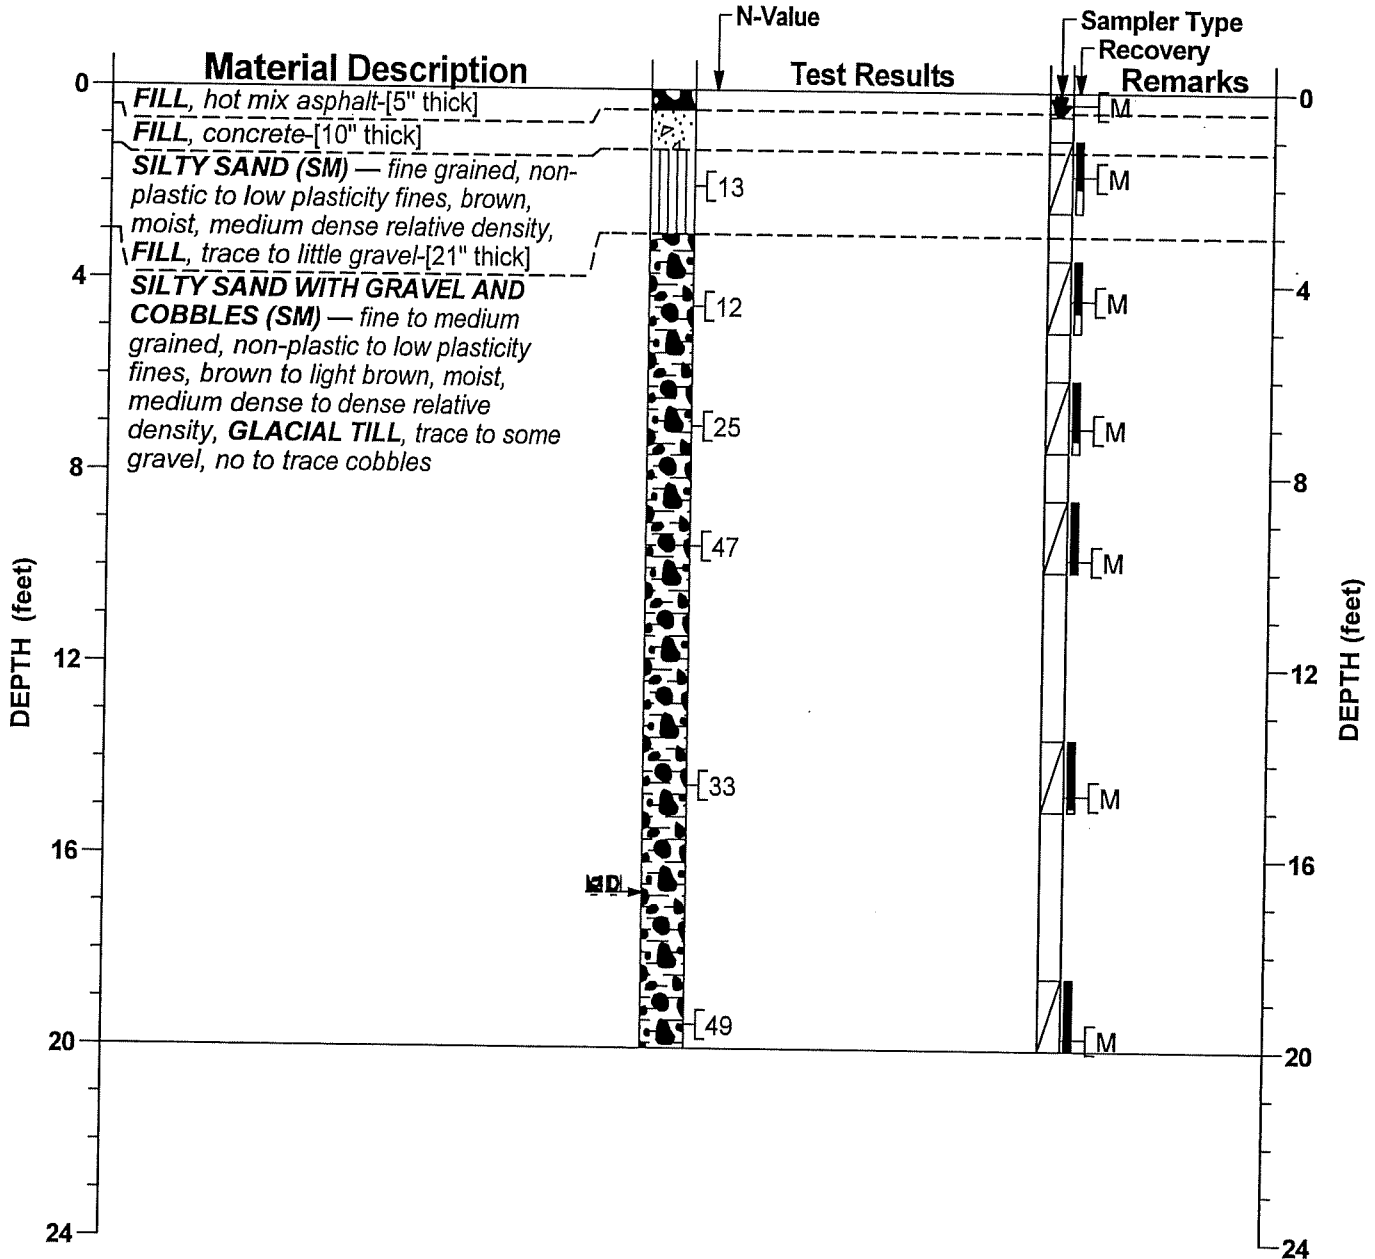 N-Value
Sampler Type
Recovery
Material Description
Test Results
Remarks
0
FILL, hot mix asphalt-[5" thick]
M
0
FILL, concrete-[10" thick]
SILTY SAND (SM) — fine grained, non-
plastic to low plasticity fines, brown,
moist, medium dense relative density,
FILL, trace to little gravel-[21" thick]
13
M
4
SILTY SAND WITH GRAVEL AND
COBBLES (SM) — fine to medium
grained, non-plastic to low plasticity
fines, brown to light brown, moist,
medium dense to dense relative
density, GLACIAL TILL, trace to some
gravel, no to trace cobbles
12
M
4
25
M
8
8
47
M
DEPTH (feet)
12
12
DEPTH (feet)
33
M
16
16
49
M
20
20
24
24